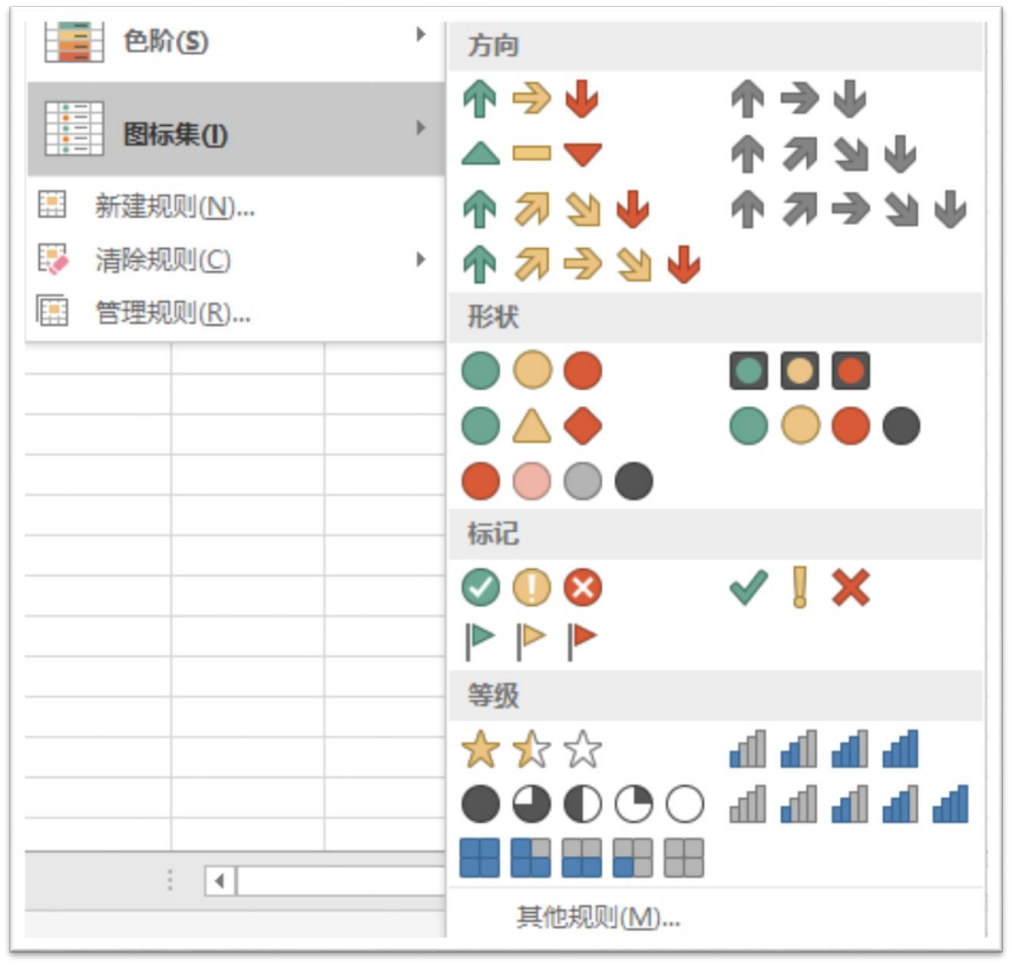 色阶(S)
图标集(I)
新建规则(N)...
清除规则(C)
管理规则(R)...
方向
形状
标记
等级
其他规则(M)...